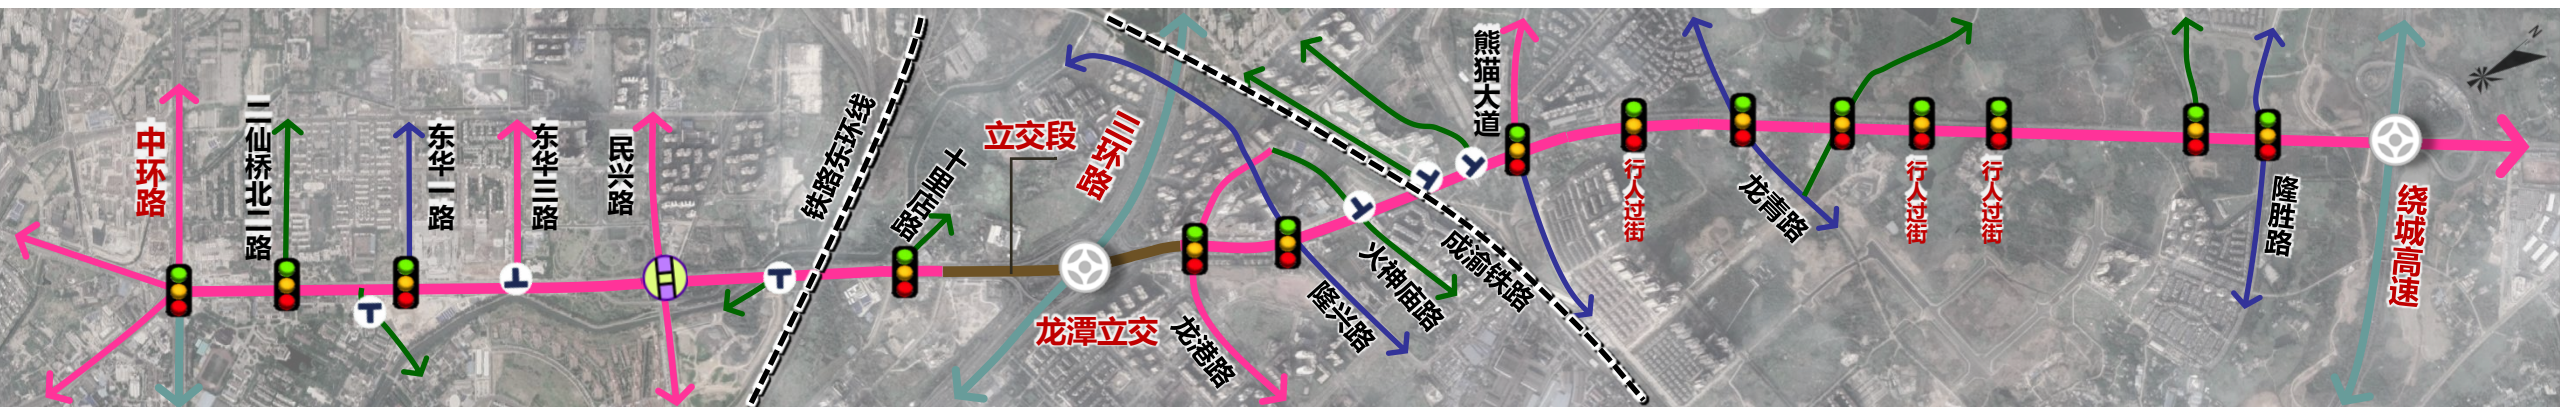 中环路
二仙桥北二路
东华二路
东华三路
民兴路
铁路东环线
十里店路
立交段
三环路
龙潭立交
龙港路
隆兴路
火神庙路
成渝铁路
熊猫大道
行人过街
龙青路
行人过街
行人过街
隆胜路
绕城高速
N